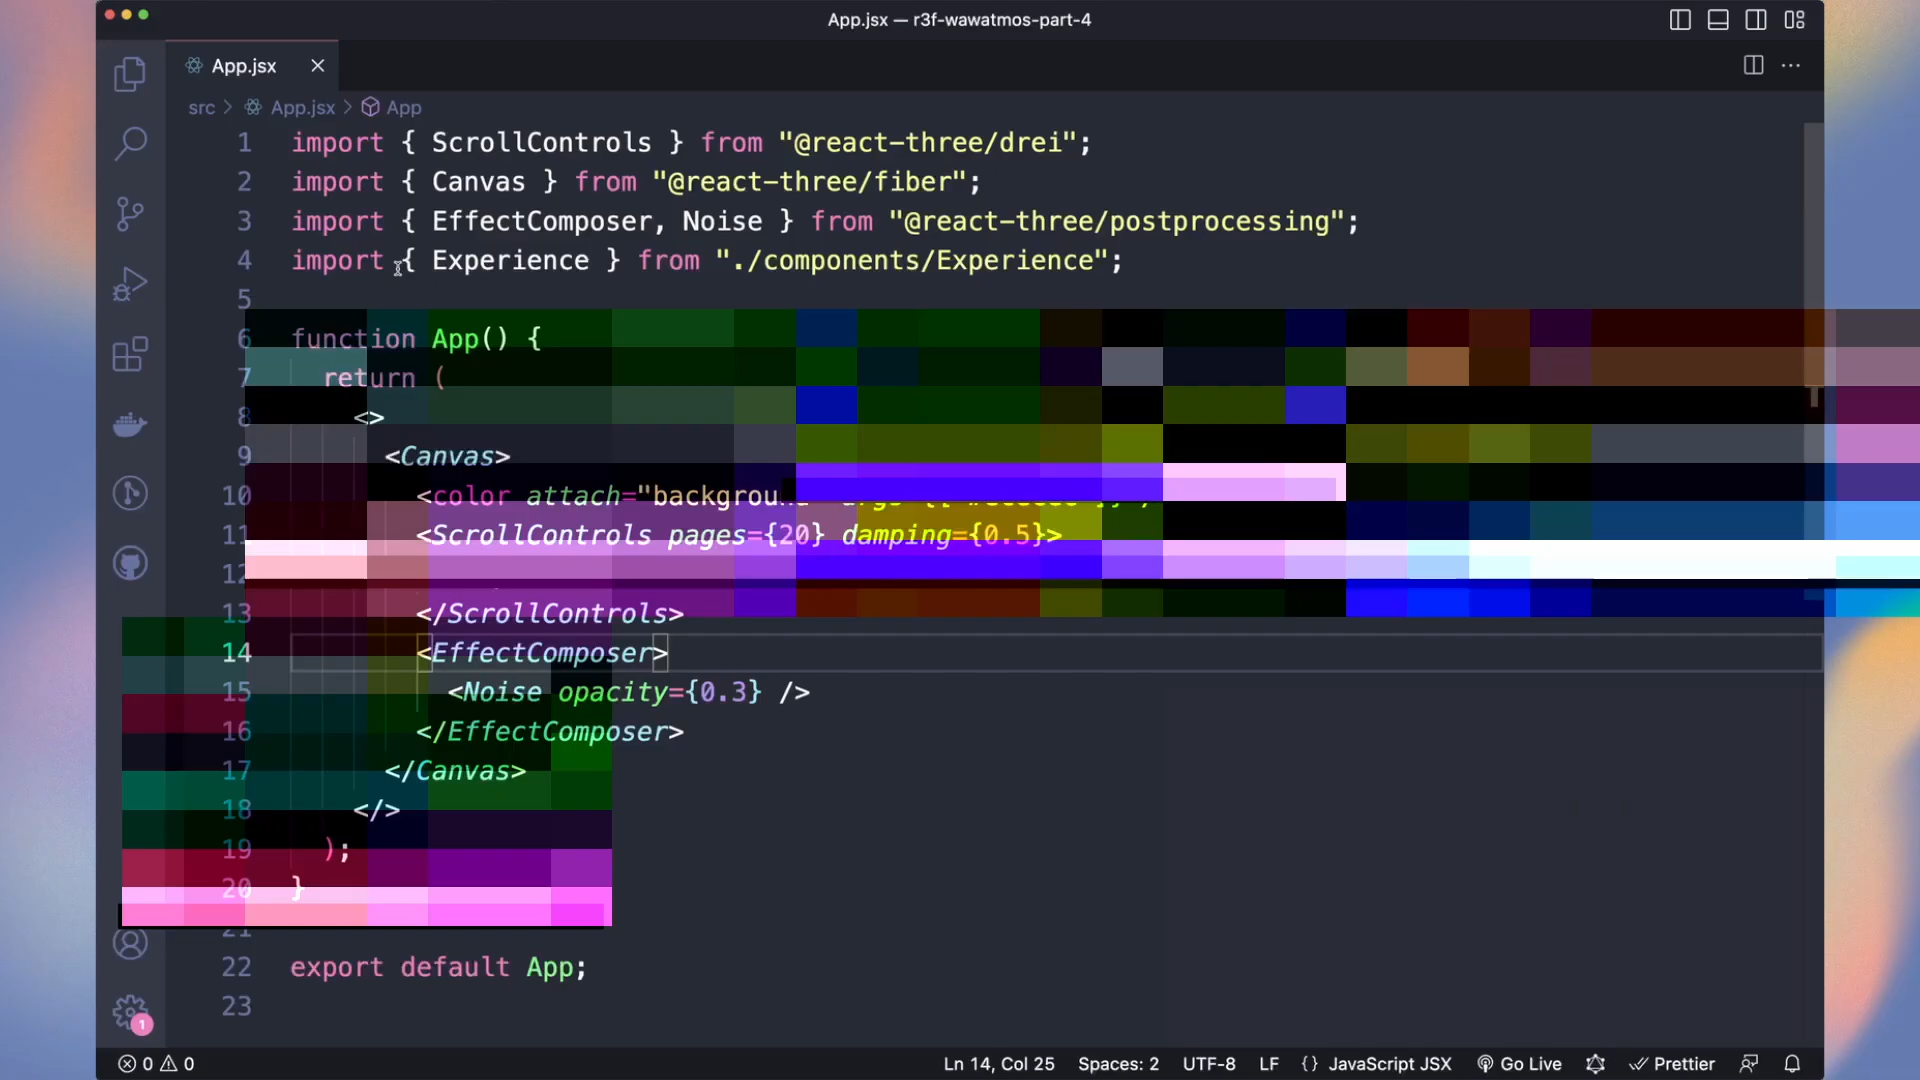 App.jsx — r3f-wawatmos-part-4
App.jsx
src > App.jsx > App
1 import { ScrollControls } from "@react-three/drei";
2 import { Canvas } from "@react-three/fiber";
3 import { EffectComposer, Noise } from "@react-three/postprocessing";
4 import { Experience } from "./components/Experience";
5
6 function App() {
7 return (
8 <>
9 <Canvas>
10 <color attach="background
11 <ScrollControls pages={20} damping={0.5}>
12
13 </ScrollControls>
14 <EffectComposer>
15 <Noise opacity={0.3} />
16 </EffectComposer>
17 </Canvas>
18 </>
19 );
20 }
21
22 export default App;
23
1
0 0 Ln 14, Col 25 Spaces: 2 UTF-8 LF {} JavaScript JSX Go Live Prettier